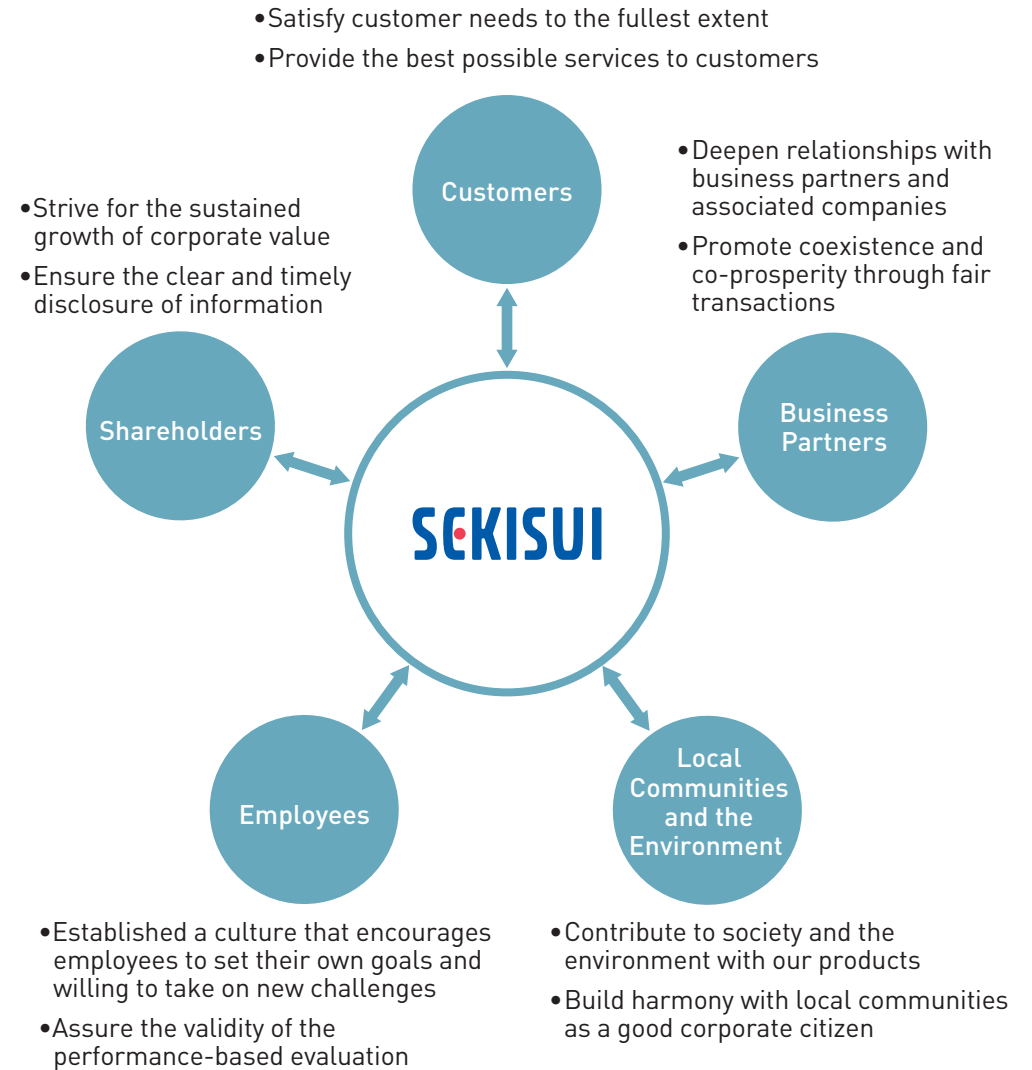 •Satisfy customer needs to the fullest extent
•Provide the best possible services to customers
Customers
•Deepen relationships with
business partners and
associated companies
•Promote coexistence and
co-prosperity through fair
transactions
•Strive for the sustained
growth of corporate value
•Ensure the clear and timely
disclosure of information
Shareholders
Business
Partners
SEKISUI
Employees
Local
Communities
and the
Environment
•Established a culture that encourages
employees to set their own goals and
willing to take on new challenges
•Assure the validity of the
performance-based evaluation
•Contribute to society and the
environment with our products
•Build harmony with local communities
as a good corporate citizen